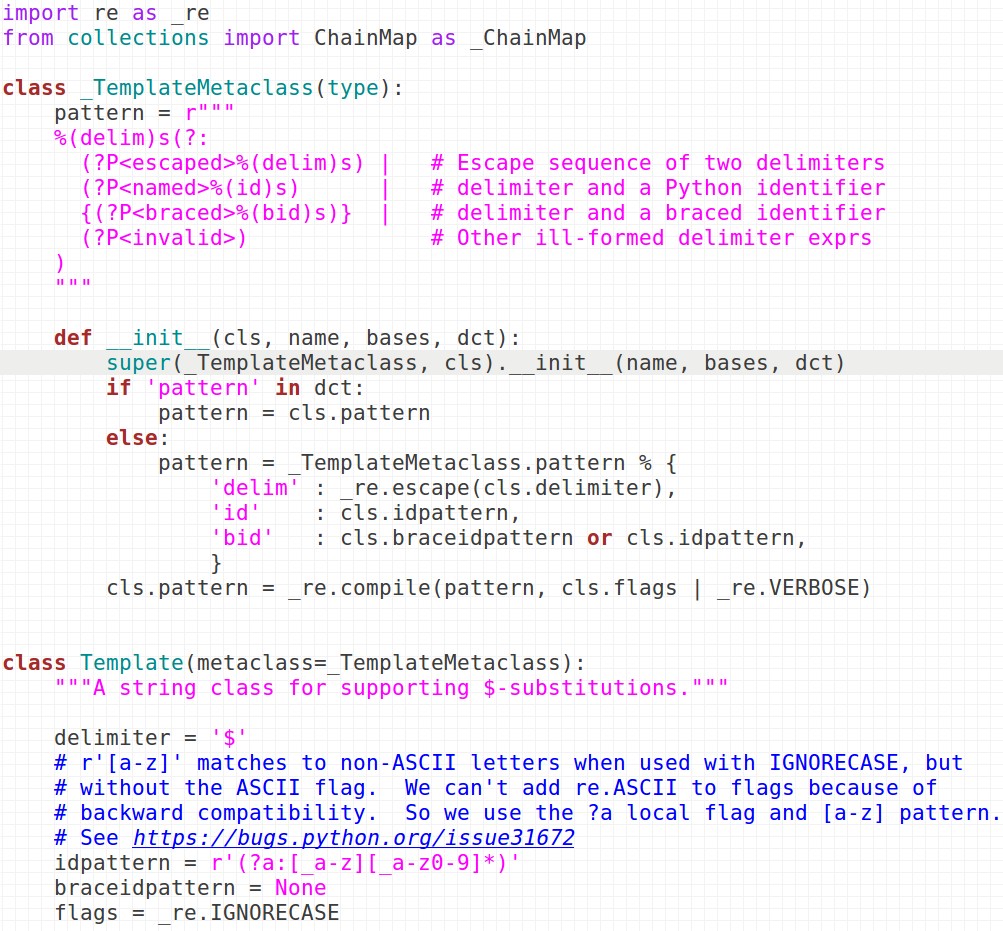 import re as _re
from collections import ChainMap as _ChainMap

class _TemplateMetaclass(type):
    pattern = r"""
    %(delim)s(?:
      (?P<escaped>%(delim)s) |   # Escape sequence of two delimiters
      (?P<named>%(id)s)      |   # delimiter and a Python identifier
      {(?P<braced>%(bid)s)}  |   # delimiter and a braced identifier
      (?P<invalid>)              # Other ill-formed delimiter exprs
    )
    """

    def __init__(cls, name, bases, dct):
        super(_TemplateMetaclass, cls).__init__(name, bases, dct)
        if 'pattern' in dct:
            pattern = cls.pattern
        else:
            pattern = _TemplateMetaclass.pattern % {
                'delim' : _re.escape(cls.delimiter),
                'id'    : cls.idpattern,
                'bid'   : cls.braceidpattern or cls.idpattern,
                }
        cls.pattern = _re.compile(pattern, cls.flags | _re.VERBOSE)


class Template(metaclass=_TemplateMetaclass):
    """A string class for supporting $-substitutions."""

    delimiter = '$'
    # r'[a-z]' matches to non-ASCII letters when used with IGNORECASE, but
    # without the ASCII flag.  We can't add re.ASCII to flags because of
    # backward compatibility.  So we use the ?a local flag and [a-z] pattern.
    # See https://bugs.python.org/issue31672
    idpattern = r'(?a:[_a-z][_a-z0-9]*)'
    braceidpattern = None
    flags = _re.IGNORECASE